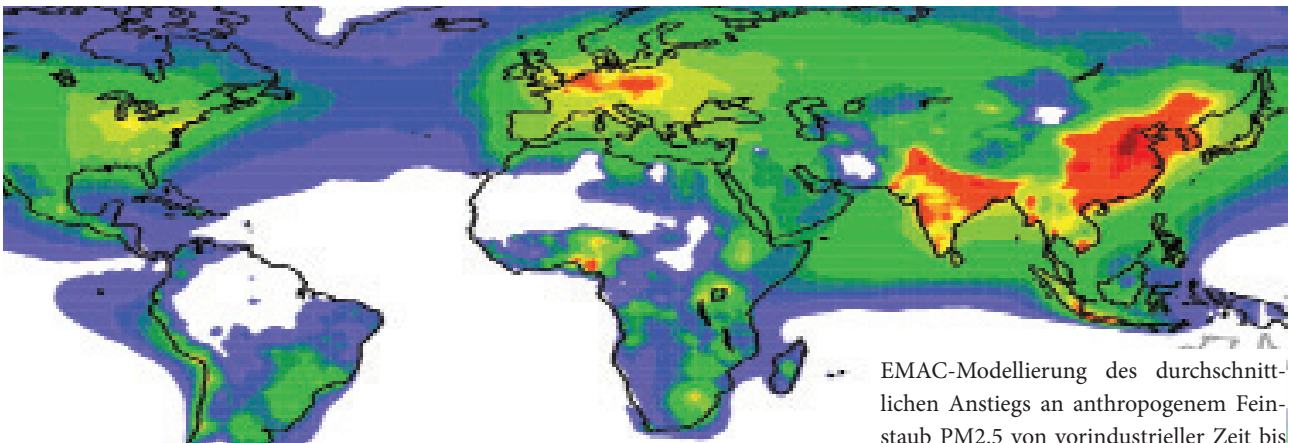 EMAC-Modellierung des durchschnitt-
lichen Anstiegs an anthropogenem Fein-
staub PM2.5 von vorindustrieller Zeit bis